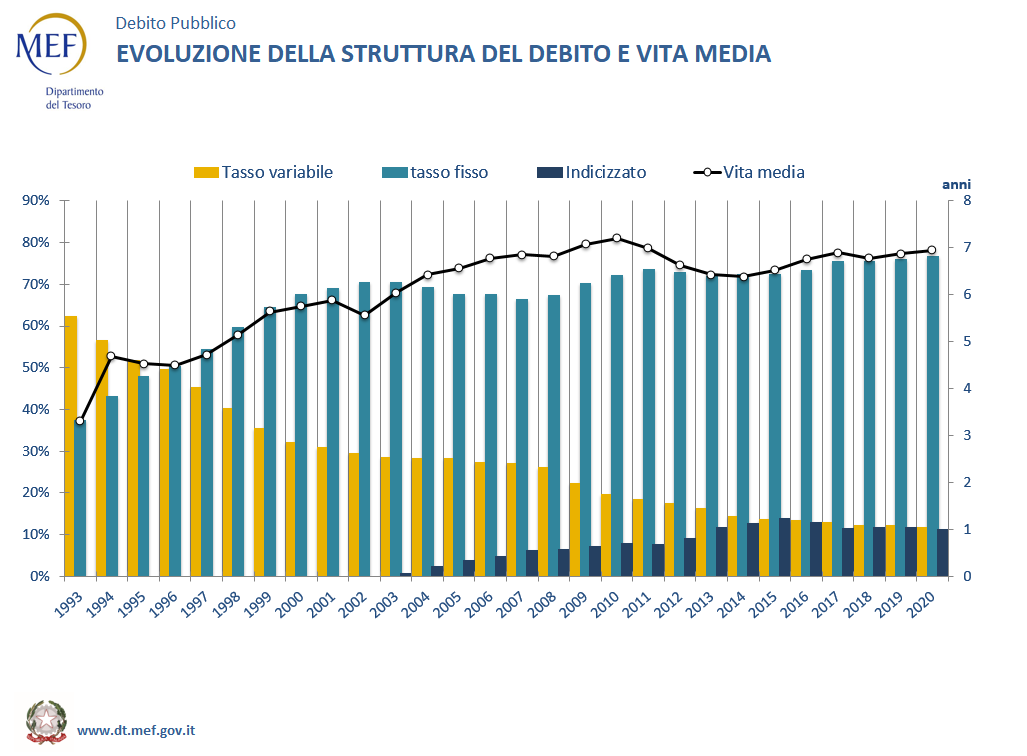 MEF
Dipartimento
del Tesoro
Debito Pubblico
EVOLUZIONE DELLA STRUTTURA DEL DEBITO E VITA MEDIA
Tasso variabile tasso fisso Indicizzato Vita media
anni
90% 8
80%
7
70%
6
60%
5
50%
4
40%
3
30%
2
20%
1
10%
0% 0
1993 1994 1995 1996 1997 1998 1999 2000 2001 2002 2003 2004 2005 2006 2007 2008 2009 2010 2011 2012 2013 2014 2015 2016 2017 2018 2019 2020
www.dt.mef.gov.it